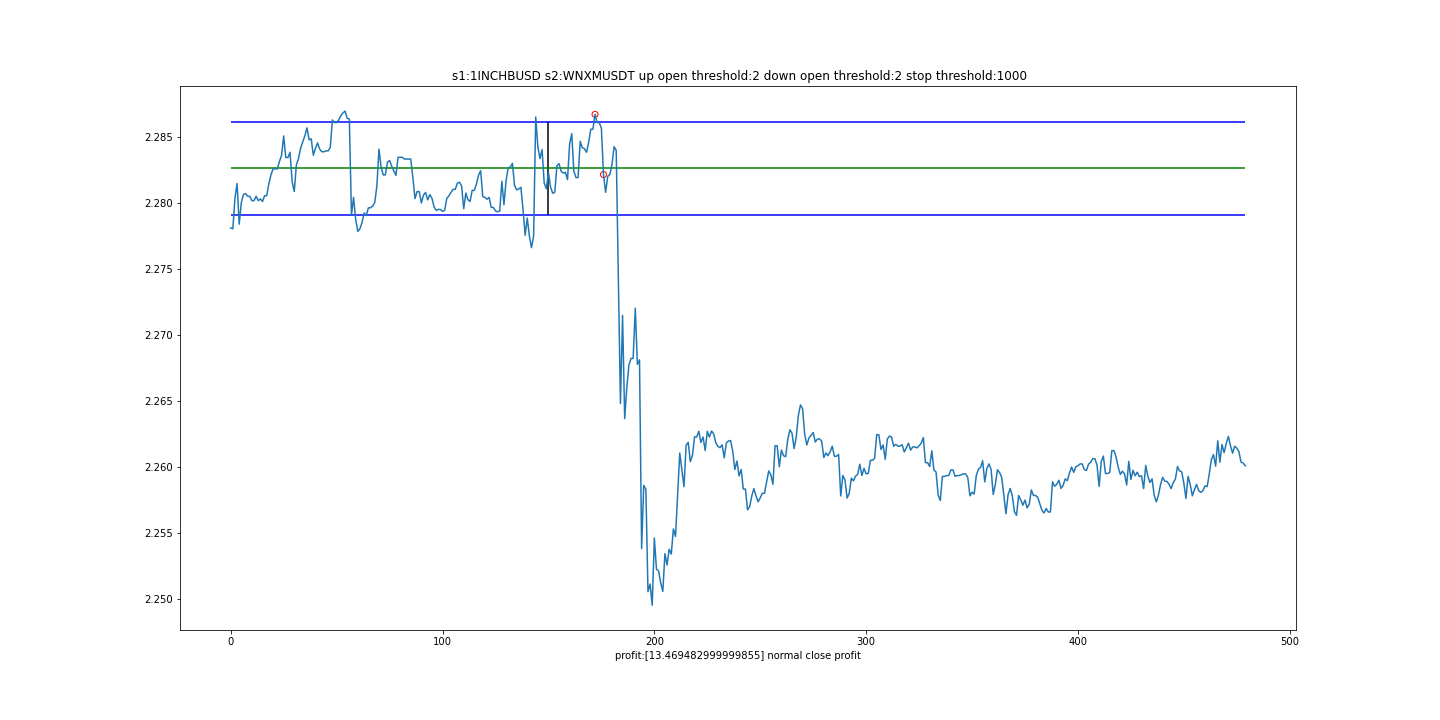 s1:1INCHBUSD s2:WNXMUSDT up open threshold:2 down open threshold:2 stop threshold:1000
2.285
2.280
2.275
2.270
2.265
2.260
2.255
2.250
0 100 200 300 400 500
profit:[13.469482999999855] normal close profit